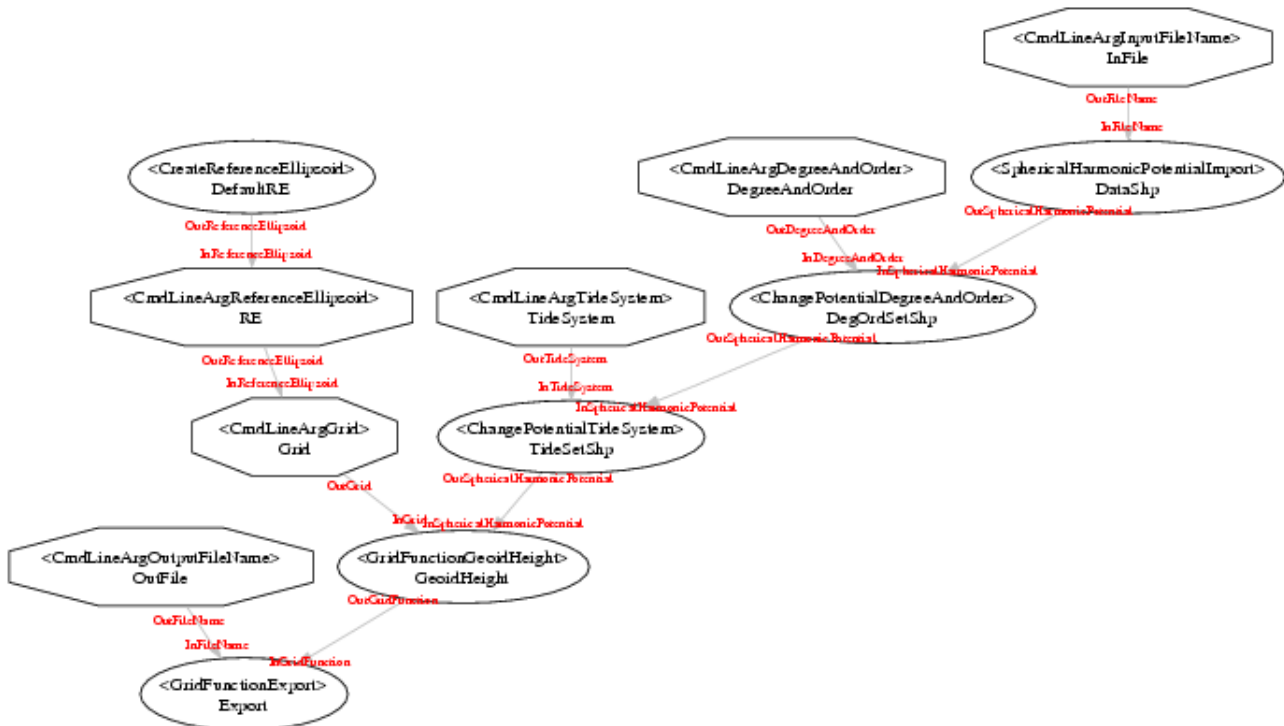 <CmdLineArgInputFileName>
InFile
OutFileName
InFileName
<CreateReferenceEllipsoid>
DefaultRE
<CmdLineArgDegreeAndOrder>
DegreeAndOrder
<SphericalHarmonicPotentialImport>
DataShp
OutReferenceEllipsoid
InReferenceEllipsoid
OutDegreeAndOrder
InDegreeAndOrder
OutSphericalHarmonicPotential
InSphericalHarmonicPotential
<CmdLineArgReferenceEllipsoid>
RE
<CmdLineArgTideSystem>
TideSystem
<ChangePotentialDegreeAndOrder>
DegOrdSetShp
OutReferenceEllipsoid
InReferenceEllipsoid
OutTideSystem
InTideSystem
OutSphericalHarmonicPotential
InSphericalHarmonicPotential
<CmdLineArgGrid>
Grid
<ChangePotentialTideSystem>
TideSetShp
OutGrid
InGrid
OutSphericalHarmonicPotential
InSphericalHarmonicPotential
<CmdLineArgOutputFileName>
OutFile
<GridFunctionGeoidHeight>
GeoidHeight
OutFileName
InFileName
OutGridFunction
InGridFunction
<GridFunctionExport>
Export